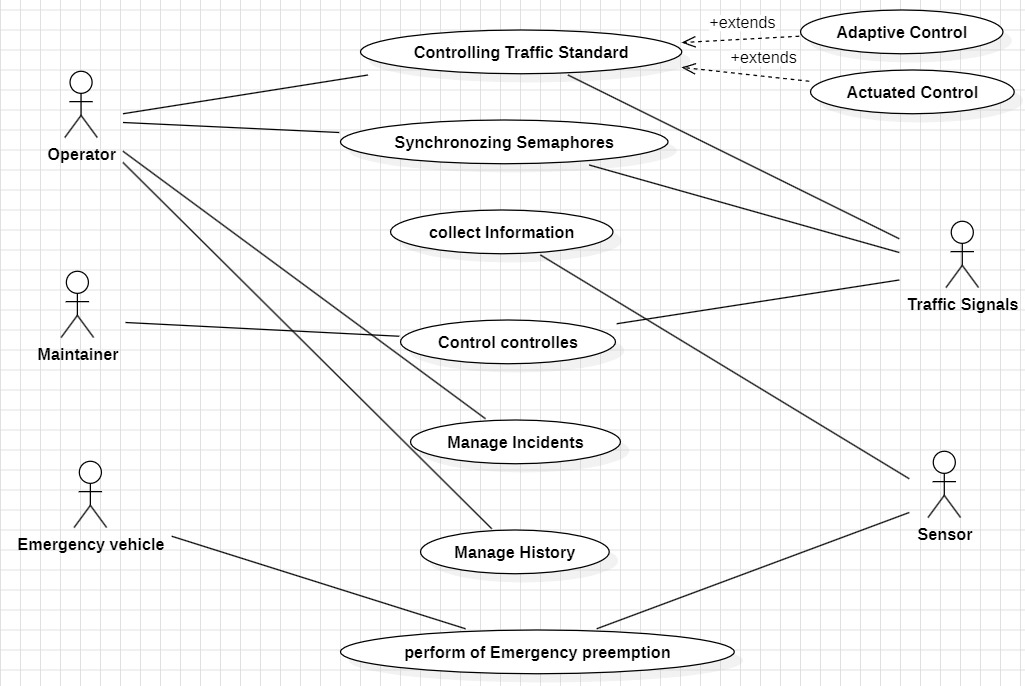 +extends
Adaptive Control
Controlling Traffic Standard
+extends
Actuated Control
Operator
Synchronozing Semaphores
collect Information
Traffic Signals
Maintainer
Control controlles
Manage Incidents
Emergency vehicle
Sensor
Manage History
perform of Emergency preemption